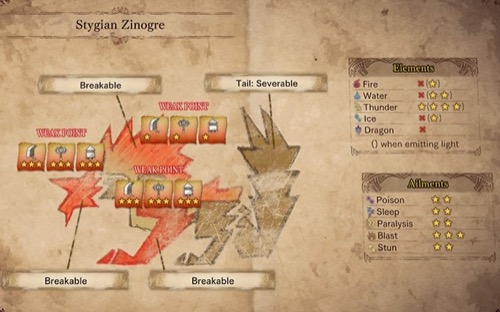 Stygian Zinogre
Breakable
Tail: Severable
WEAK POINT
WEAK POINT
WEAK POINT
Breakable
Breakable
Elements
Fire
Water
Thunder
Ice
Dragon
() when emitting light
Ailments
Poison
Sleep
Paralysis
Blast
Stun